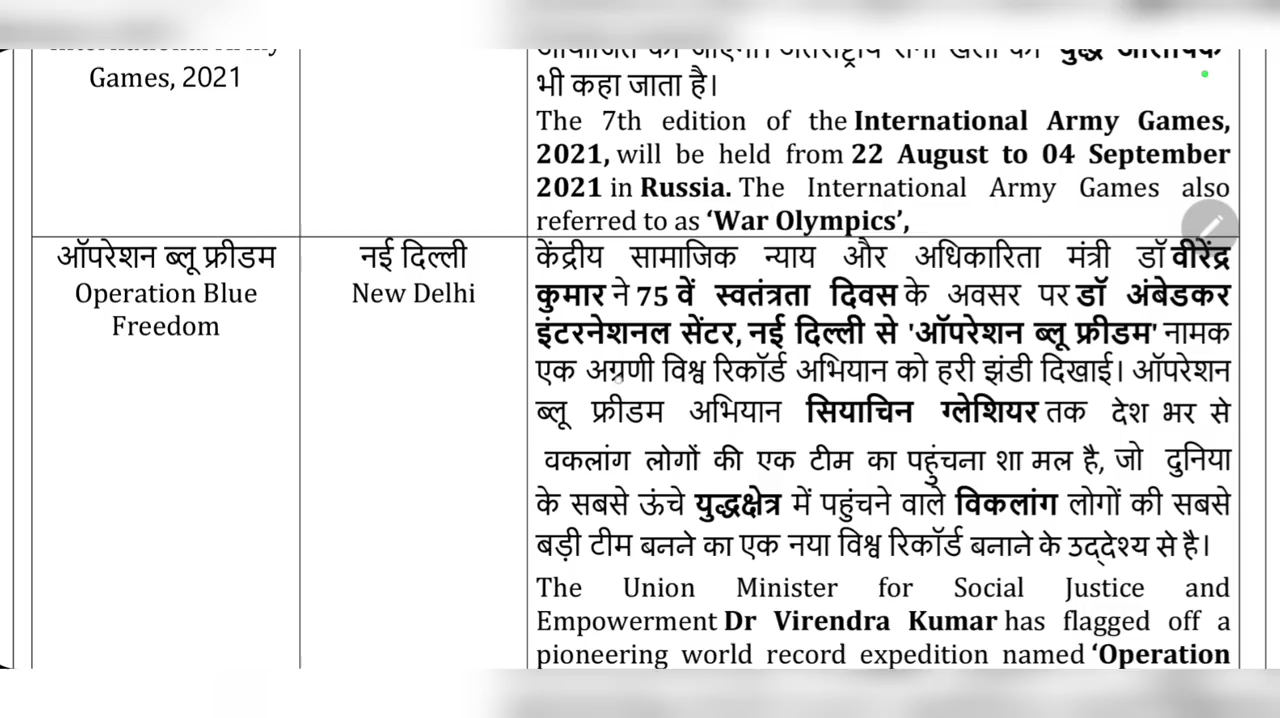 Games, 2021
भी कहा जाता है।
The 7th edition of the International Army Games,
2021, will be held from 22 August to 04 September
2021 in Russia. The International Army Games also
referred to as ‘War Olympics’,
ऑपरेशन ब्लू फ्रीडम
Operation Blue
Freedom
नई दिल्ली
New Delhi
केंद्रीय सामाजिक न्याय और अधिकारिता मंत्री डॉ वीरेंद्र
कुमार ने 75 वें स्वतंत्रता दिवस के अवसर पर डॉ अंबेडकर
इंटरनेशनल सेंटर, नई दिल्ली से 'ऑपरेशन ब्लू फ्रीडम' नामक
एक अग्रणी विश्व रिकॉर्ड अभियान को हरी झंडी दिखाई। ऑपरेशन
ब्लू फ्रीडम अभियान सियाचिन ग्लेशियर तक देश भर से
वकलांग लोगों की एक टीम का पहुंचना शा मल है, जो दुनिया
के सबसे ऊंचे युद्धक्षेत्र में पहुंचने वाले विकलांग लोगों की सबसे
बड़ी टीम बनने का एक नया विश्व रिकॉर्ड बनाने के उद्देश्य से है।
The Union Minister for Social Justice and
Empowerment Dr Virendra Kumar has flagged off a
pioneering world record expedition named ‘Operation